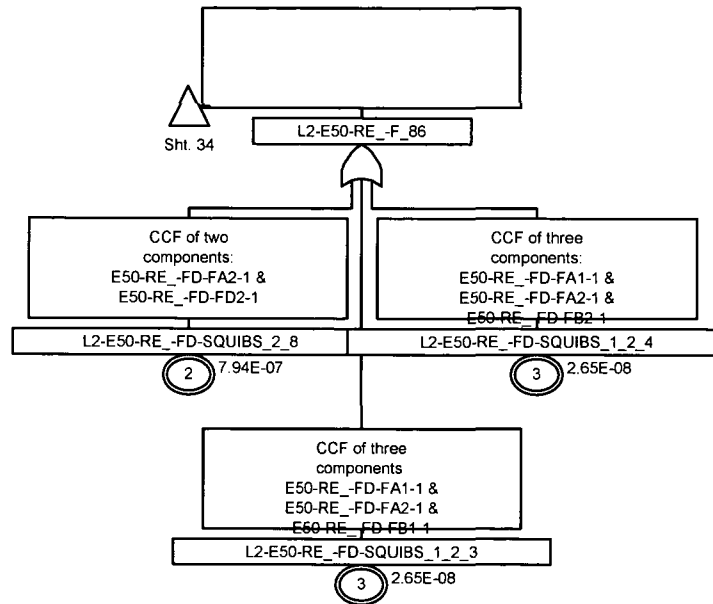 L2-E50-RE_-F_86
Sht. 34
CCF of two
components:
E50-RE_-FD-FA2-1 &
E50-RE_-FD-FD2-1
L2-E50-RE_-FD-SQUIBS_2_8
2
7.94E-07
CCF of three
components:
E50-RE_-FD-FA1-1 &
E50-RE_-FD-FA2-1 &
E50-RE_-FD-FB2-1
L2-E50-RE_-FD-SQUIBS_1_2_4
3
2.65E-08
CCF of three
components
E50-RE_-FD-FA1-1 &
E50-RE_-FD-FA2-1 &
E50-RE_-FD-FB1-1
L2-E50-RE_-FD-SQUIBS_1_2_3
3
2.65E-08